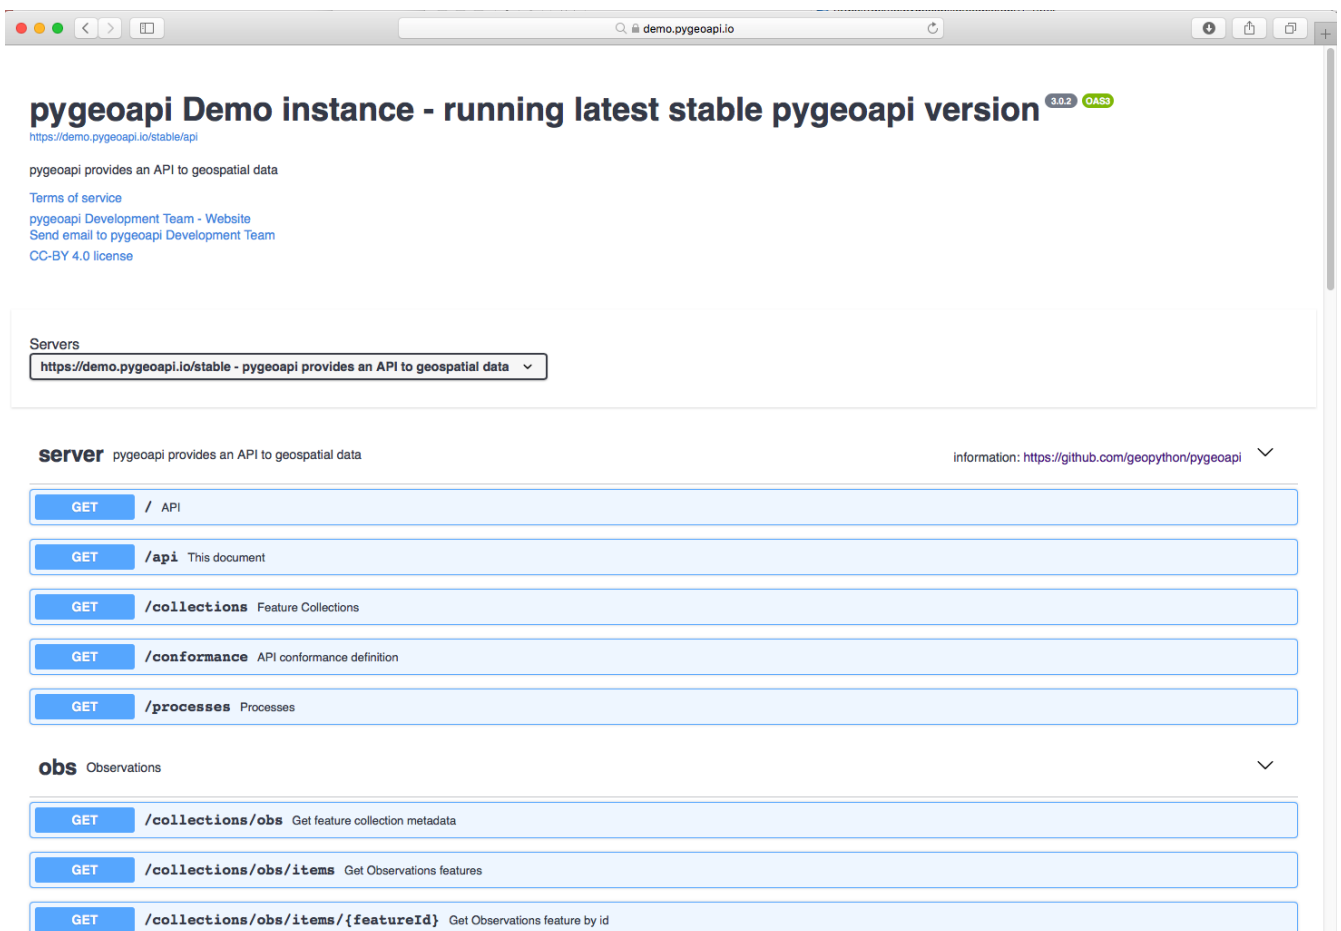 demo.pygeoapi.io
pygeoapi Demo instance - running latest stable pygeoapi version 3.0.2 OAS3
https://demo.pygeoapi.io/stable/api
pygeoapi provides an API to geospatial data
Terms of service
pygeoapi Development Team - Website
Send email to pygeoapi Development Team
CC-BY 4.0 license
Servers
https://demo.pygeoapi.io/stable - pygeoapi provides an API to geospatial data
server pygeoapi provides an API to geospatial data information: https://github.com/geopython/pygeoapi
GET / API
GET /api This document
GET /collections Feature Collections
GET /conformance API conformance definition
GET /processes Processes
obs Observations
GET /collections/obs Get feature collection metadata
GET /collections/obs/items Get Observations features
GET /collections/obs/items/{featureId} Get Observations feature by id